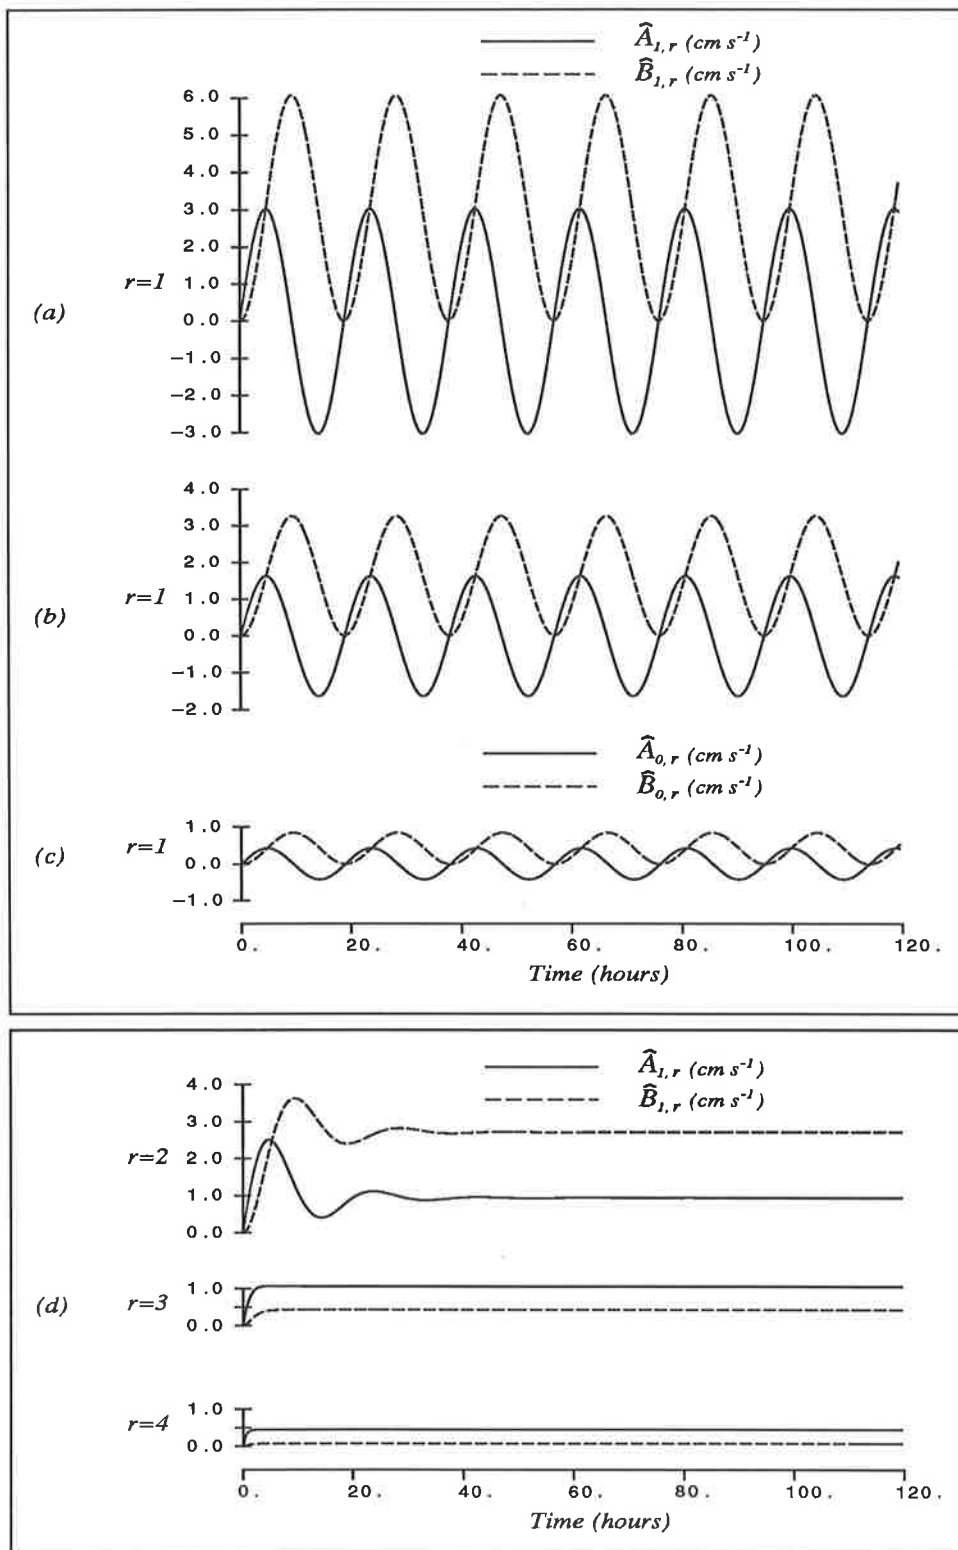 Â₁,ᵣ (cm s⁻¹)
B̂₁,ᵣ (cm s⁻¹)
6.0
5.0
4.0
3.0
2.0
r=1 1.0
(a)
0.0
−1.0
−2.0
−3.0
4.0
3.0
2.0
r=1 1.0
(b)
0.0
−1.0
−2.0
Â₀,ᵣ (cm s⁻¹)
B̂₀,ᵣ (cm s⁻¹)
1.0
(c) r=1 0.0
−1.0
0. 20. 40. 60. 80. 100. 120.
Time (hours)
Â₁,ᵣ (cm s⁻¹)
B̂₁,ᵣ (cm s⁻¹)
4.0
3.0
r=2 2.0
1.0
0.0
1.0
(d) r=3
0.0
1.0
r=4
0.0
0. 20. 40. 60. 80. 100. 120.
Time (hours)